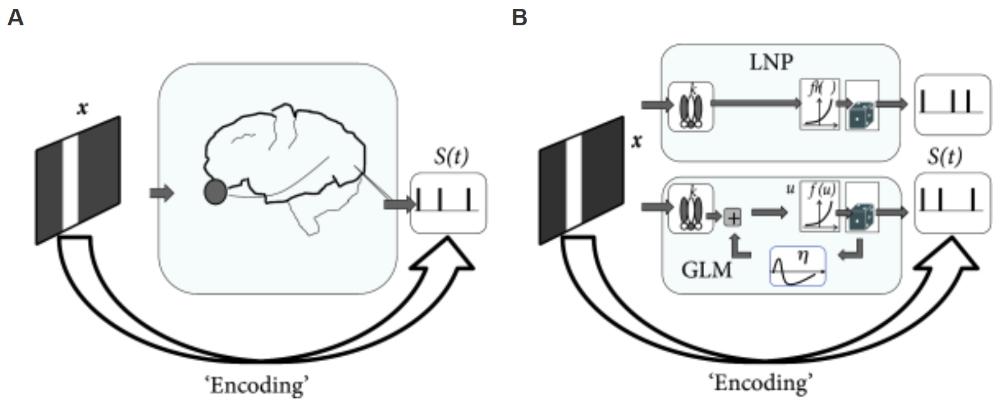 A
x
S(t)
‘Encoding’
B
x
LNP
k
k
u
f(u)
η
GLM
S(t)
‘Encoding’